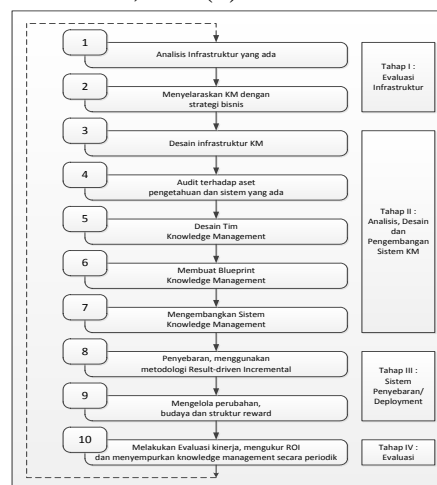 1
Analisis Infrastruktur yang ada
2
Menyelaraskan KM dengan
strategi bisnis
Tahap I :
Evaluasi
Infrastruktur
3
Desain infrastruktur KM
4
Audit terhadap aset
pengetahuan dan sistem yang ada
5
Desain Tim
Knowledge Management
6
Membuat Blueprint
Knowledge Management
7
Mengembangkan Sistem
Knowledge Management
Tahap II :
Analisis, Desain
dan
Pengembangan
Sistem KM
8
Penyebaran, menggunakan
metodologi Result-driven Incremental
9
Mengelola perubahan,
budaya dan struktur reward
Tahap III :
Sistem
Penyebaran/
Deployment
10
Melakukan Evaluasi kinerja, mengukur ROI
dan menyempurkan knowledge management secara periodik
Tahap IV :
Evaluasi